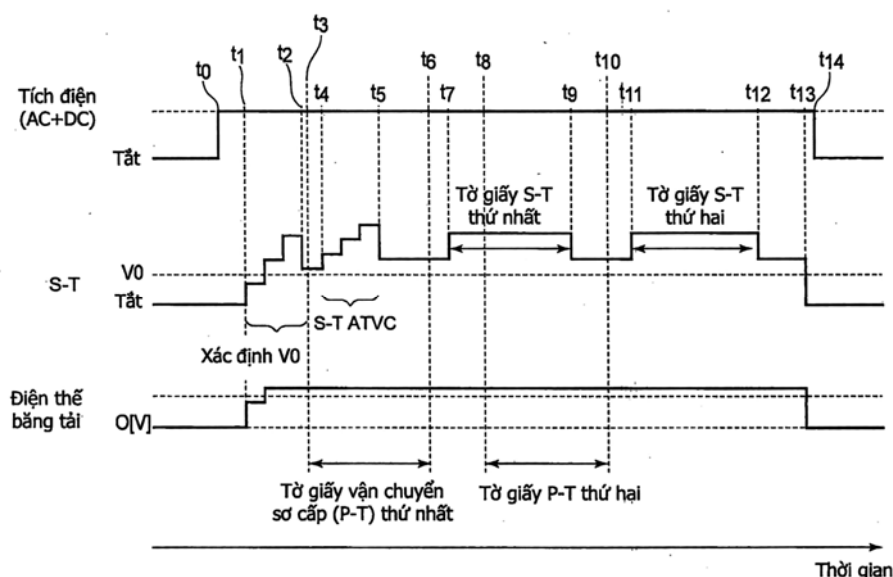 t0
t1
t2
t3
t4
t5
t6
t7
t8
t9
t10
t11
t12
t13
t14
Tích điện
(AC+DC)
Tắt
Tờ giấy S-T
thứ nhất
Tờ giấy S-T
thứ hai
S-T
V0
Tắt
S-T ATVC
Xác định V0
Điện thế
băng tải
O[V]
Tờ giấy vận chuyển
sơ cấp (P-T) thứ nhất
Tờ giấy P-T thứ hại
Thời gian